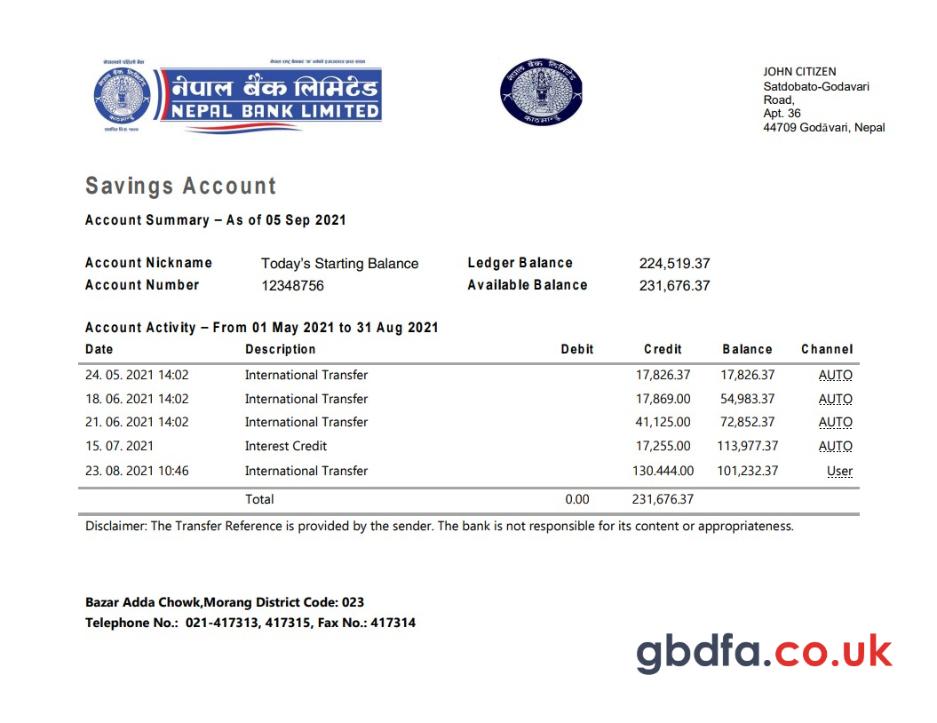 नेपाल बैंक लिमिटेड
NEPAL BANK LIMITED
नेपाल बैंक लिमिटेड
काठमाण्डू
JOHN CITIZEN
Satdobato-Godavari
Road,
Apt. 36
44709 Godāvari, Nepal
Savings Account
Account Summary – As of 05 Sep 2021
Account Nickname Today's Starting Balance Ledger Balance 224,519.37
Account Number 12348756 Available Balance 231,676.37
Account Activity – From 01 May 2021 to 31 Aug 2021
Date Description Debit Credit Balance Channel
24. 05. 2021 14:02 International Transfer 17,826.37 17,826.37 AUTO
18. 06. 2021 14:02 International Transfer 17,869.00 54,983.37 AUTO
21. 06. 2021 14:02 International Transfer 41,125.00 72,852.37 AUTO
15. 07. 2021 Interest Credit 17,255.00 113,977.37 AUTO
23. 08. 2021 10:46 International Transfer 130.444.00 101,232.37 User
Total 0.00 231,676.37
Disclaimer: The Transfer Reference is provided by the sender. The bank is not responsible for its content or appropriateness.
Bazar Adda Chowk,Morang District Code: 023
Telephone No.: 021-417313, 417315, Fax No.: 417314
gbdfa.co.uk